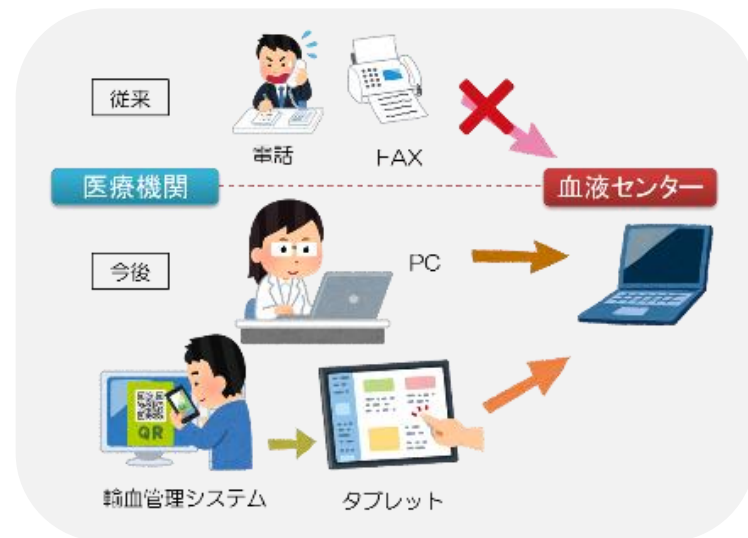 従来
電話
FAX
医療機関
血液センター
今後
PC
QR
輸血管理システム
タブレット